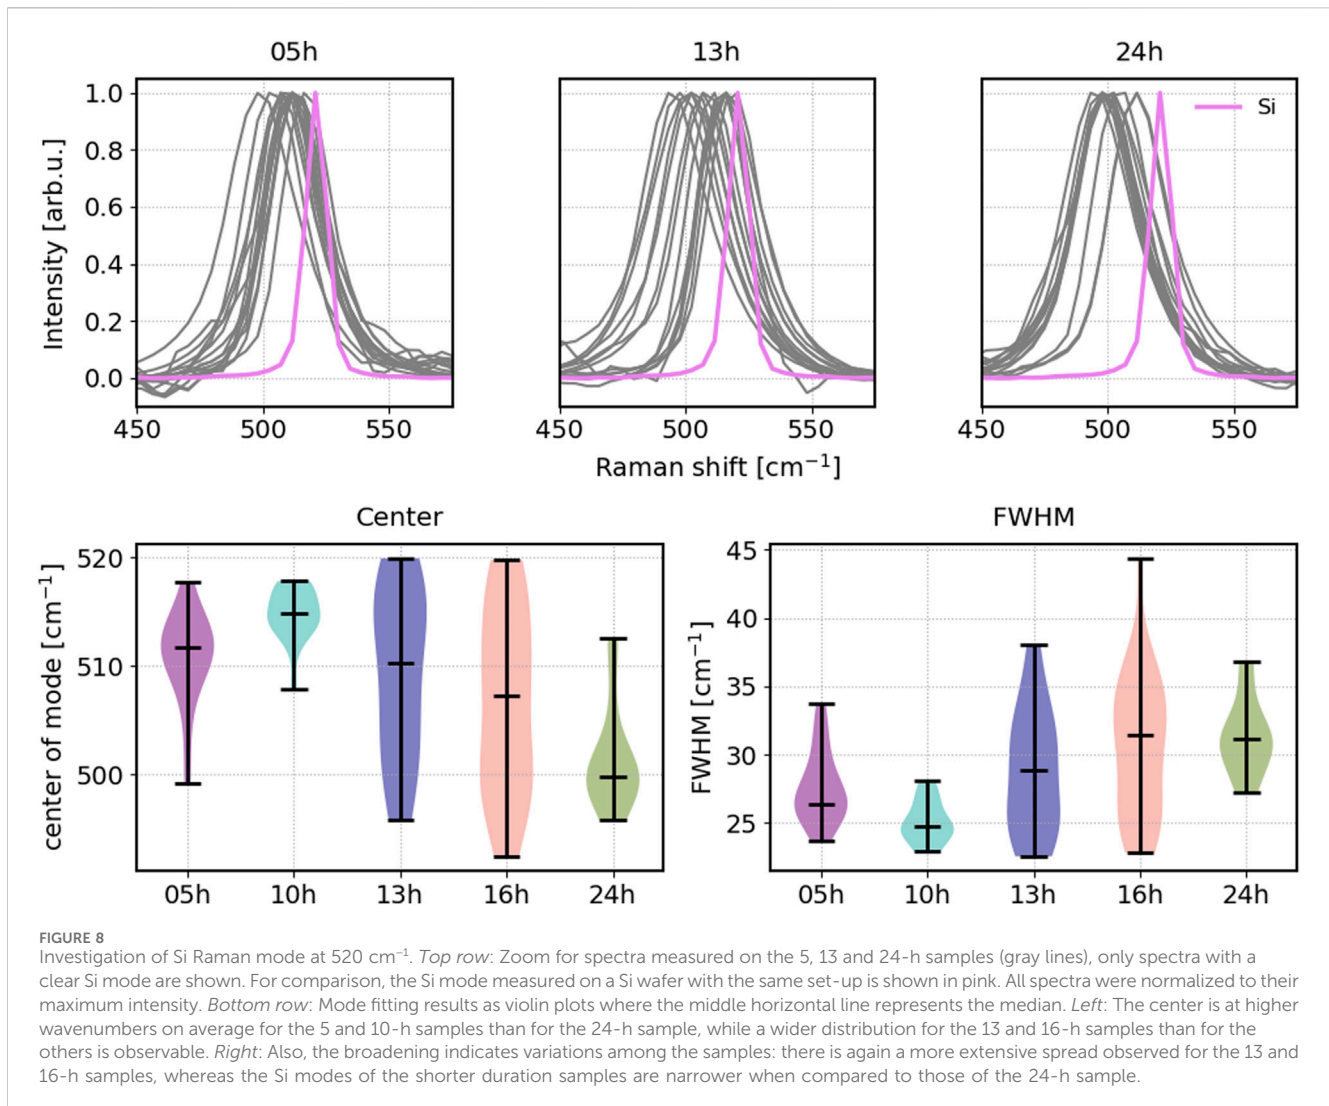 05h
13h
24h
1.0
0.8
0.6
0.4
0.2
0.0
Intensity [arb.u.]
Si
450
500
550
450
500
550
450
500
550
Raman shift [cm⁻¹]
Center
FWHM
520
510
500
center of mode [cm⁻¹]
45
40
35
30
25
FWHM [cm⁻¹]
05h
10h
13h
16h
24h
05h
10h
13h
16h
24h
FIGURE 8
Investigation of Si Raman mode at 520 cm⁻¹. Top row: Zoom for spectra measured on the 5, 13 and 24-h samples (gray lines), only spectra with a
clear Si mode are shown. For comparison, the Si mode measured on a Si wafer with the same set-up is shown in pink. All spectra were normalized to their
maximum intensity. Bottom row: Mode fitting results as violin plots where the middle horizontal line represents the median. Left: The center is at higher
wavenumbers on average for the 5 and 10-h samples than for the 24-h sample, while a wider distribution for the 13 and 16-h samples than for the
others is observable. Right: Also, the broadening indicates variations among the samples: there is again a more extensive spread observed for the 13 and
16-h samples, whereas the Si modes of the shorter duration samples are narrower when compared to those of the 24-h sample.